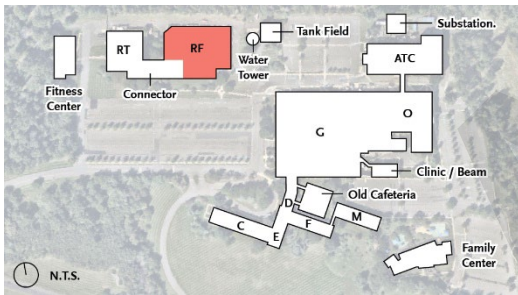 Substation.
Tank Field
RT
RF
ATC
Water
Tower
Connector
Fitness
Center
O
G
Clinic / Beam
Old Cafeteria
D
C
F
M
E
Family
Center
N.T.S.